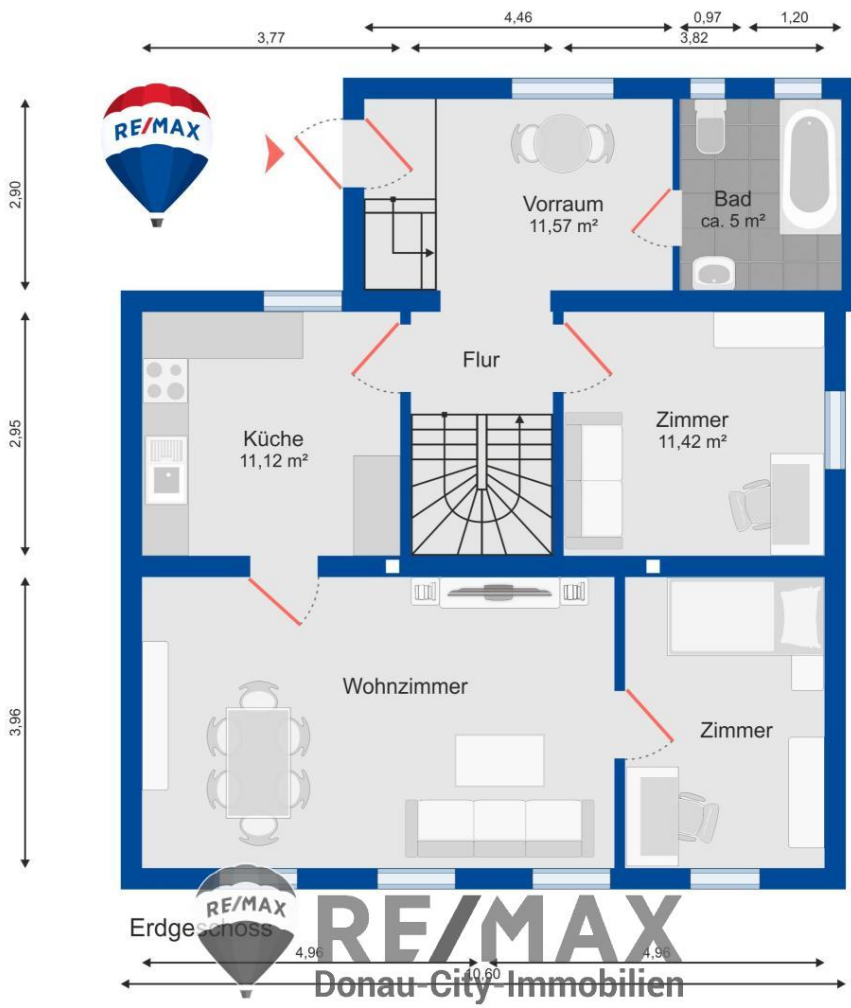 4,46
0,97
1,20
3,77
3,82
RE/MAX
2,90
Vorraum
11,57 m²
Bad
ca. 5 m²
Flur
2,95
Küche
11,12 m²
Zimmer
11,42 m²
3,96
Wohnzimmer
Zimmer
Erdgeschoss
RE/MAX
RE/MAX
4,96
4,96
10,60
Donau-City-Immobilien